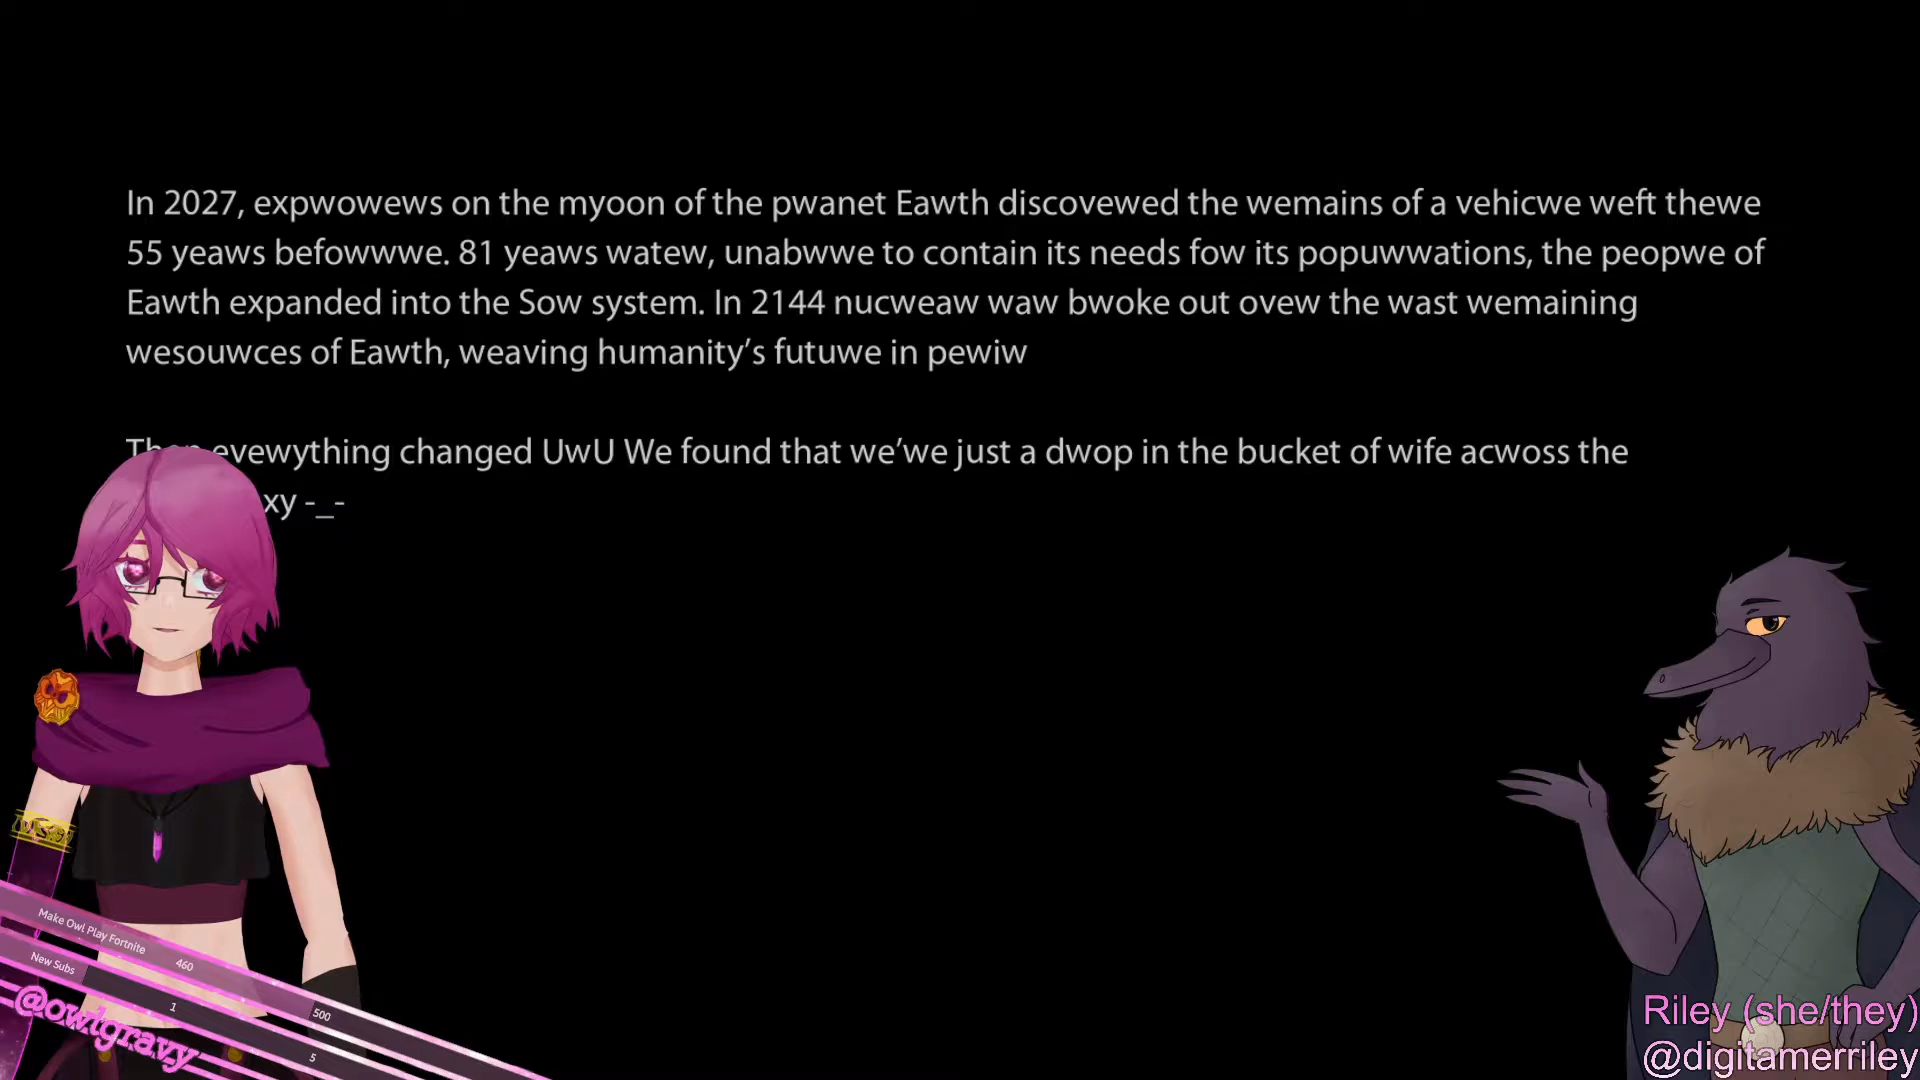 In 2027, expwowews on the myoon of the pwanet Eawth discovewed the wemains of a vehicwe weft thewe
55 yeaws befowwwe. 81 yeaws watew, unabwwe to contain its needs fow its popuwwations, the peopwe of
Eawth expanded into the Sow system. In 2144 nucweaw waw bwoke out ovew the wast wemaining
wesouwces of Eawth, weaving humanity’s futuwe in pewiw
evewything changed UwU We found that we’we just a dwop in the bucket of wife acwoss the
-_-
Make Owl Play Fortnite
460
500
New Subs
1
5
@owlgravy
Riley (she/they)
@digitamerriley